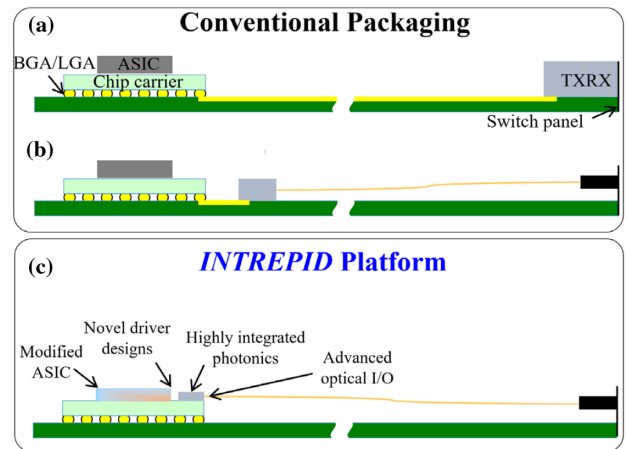 (a)
Conventional Packaging
BGA/LGA
ASIC
Chip carrier
TXRX
Switch panel
(b)
(c)
INTREPID Platform
Modified
ASIC
Novel driver
designs
Highly integrated
photonics
Advanced
optical I/O